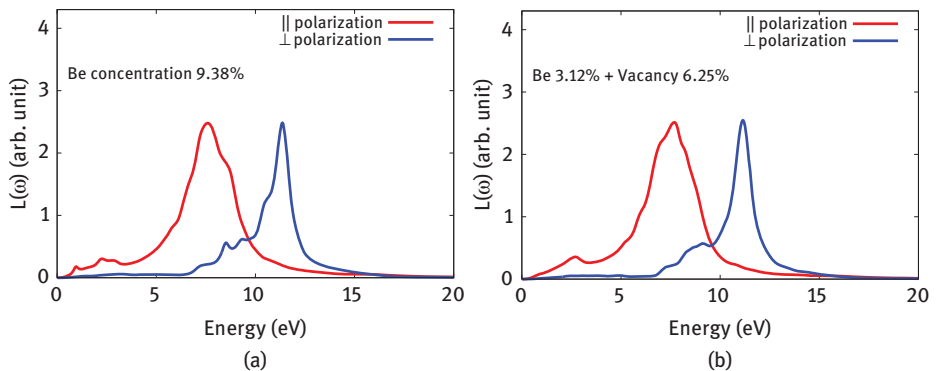 || polarization
⊥ polarization
Be concentration 9.38%
L(ω) (arb. unit)
4
3
2
1
0
0 5 10 15 20
Energy (eV)
(a)
|| polarization
⊥ polarization
Be 3.12% + Vacancy 6.25%
L(ω) (arb. unit)
4
3
2
1
0
0 5 10 15 20
Energy (eV)
(b)